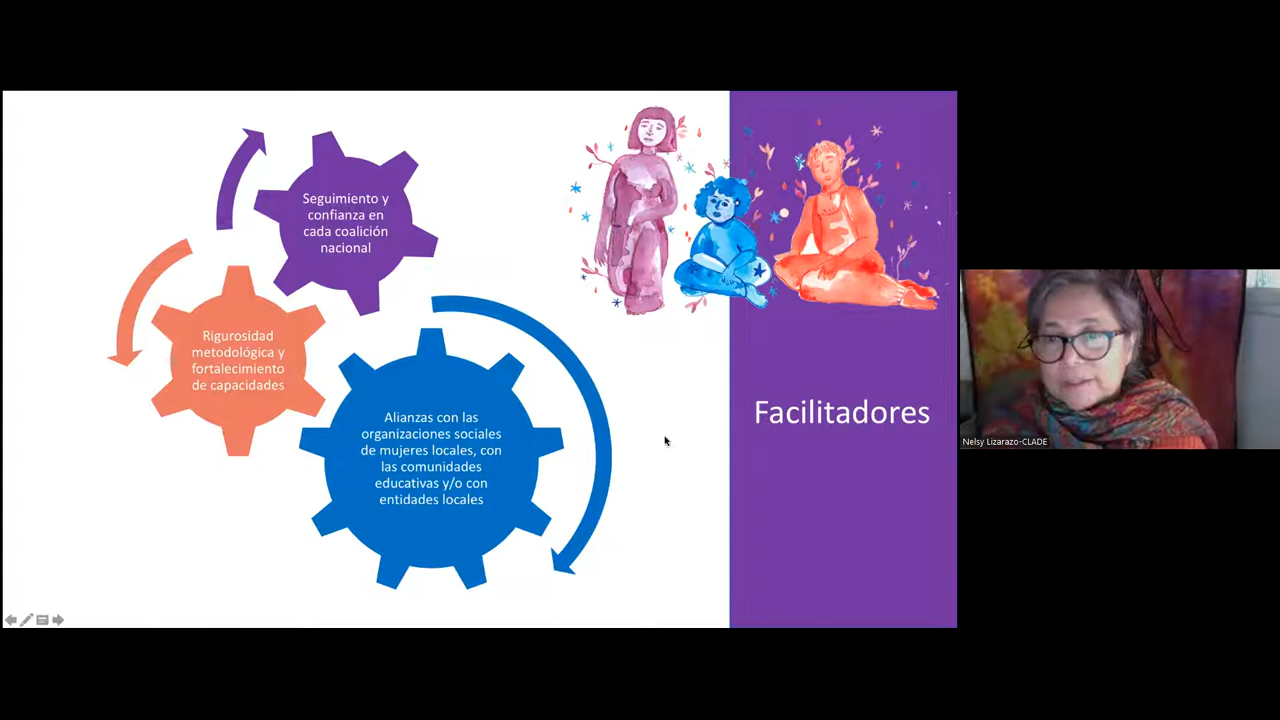 Seguimiento y
confianza en
cada coalición
nacional
Rigurosidad
metodológica y
fortalecimiento
de capacidades
Alianzas con las
organizaciones sociales
de mujeres locales, con
las comunidades
educativas y/o con
entidades locales
Facilitadores
Nelsy Lizarazo-CLADE